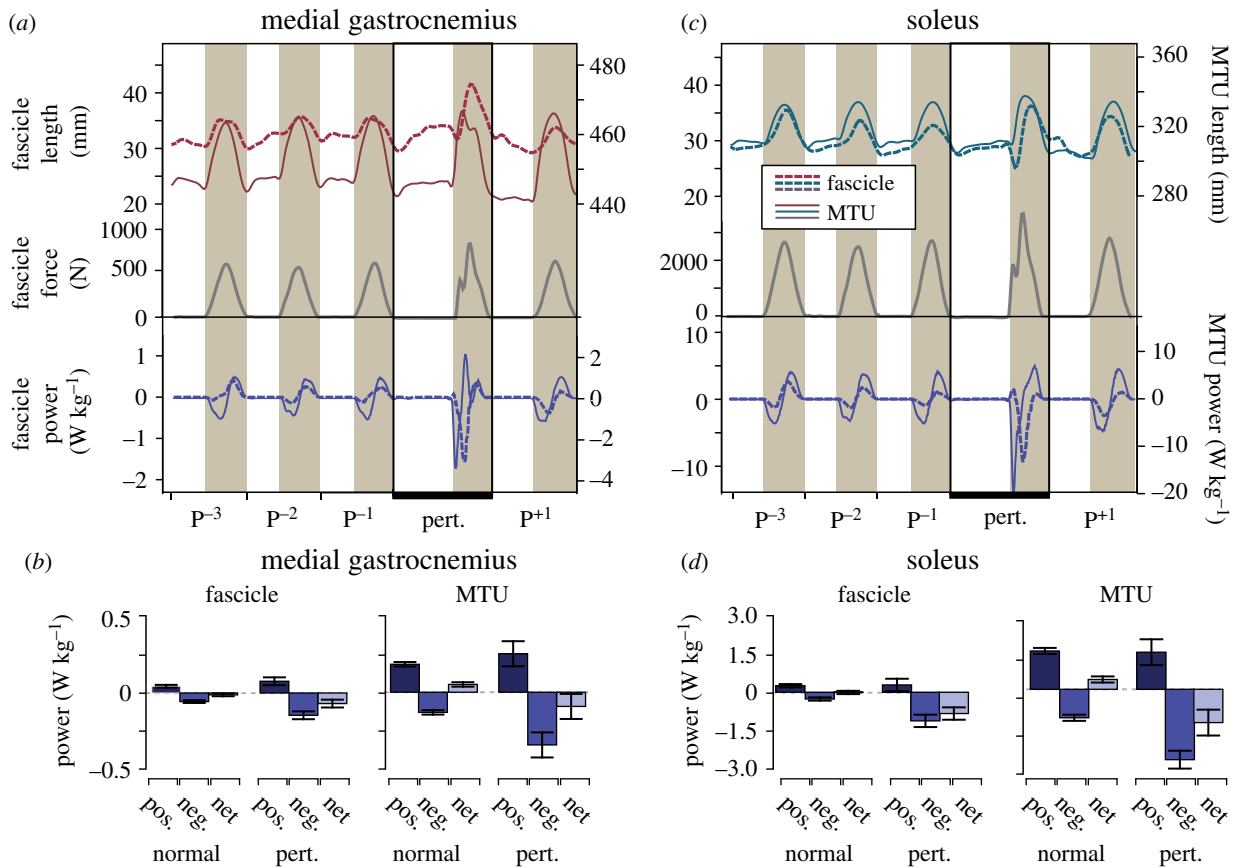 (a) medial gastrocnemius
fascicle length (mm)
40
30
20
480
460
440
fascicle force (N)
1000
500
0
fascicle power (W kg⁻¹)
1
0
−1
−2
2
0
−2
−4
P⁻³ P⁻² P⁻¹ pert. P⁺¹
(c) soleus
40
30
20
360
320
280
MTU length (mm)
fascicle
MTU
2000
0
10
0
−10
10
0
−10
−20
MTU power (W kg⁻¹)
P⁻³ P⁻² P⁻¹ pert. P⁺¹
(b) medial gastrocnemius
fascicle MTU
power (W kg⁻¹)
0.5
0
−0.5
pos. neg. net pos. neg. net pos. neg. net pos. neg. net
normal pert. normal pert.
(d) soleus
fascicle MTU
power (W kg⁻¹)
3.0
1.5
0
−1.5
−3.0
pos. neg. net pos. neg. net pos. neg. net pos. neg. net
normal pert. normal pert.